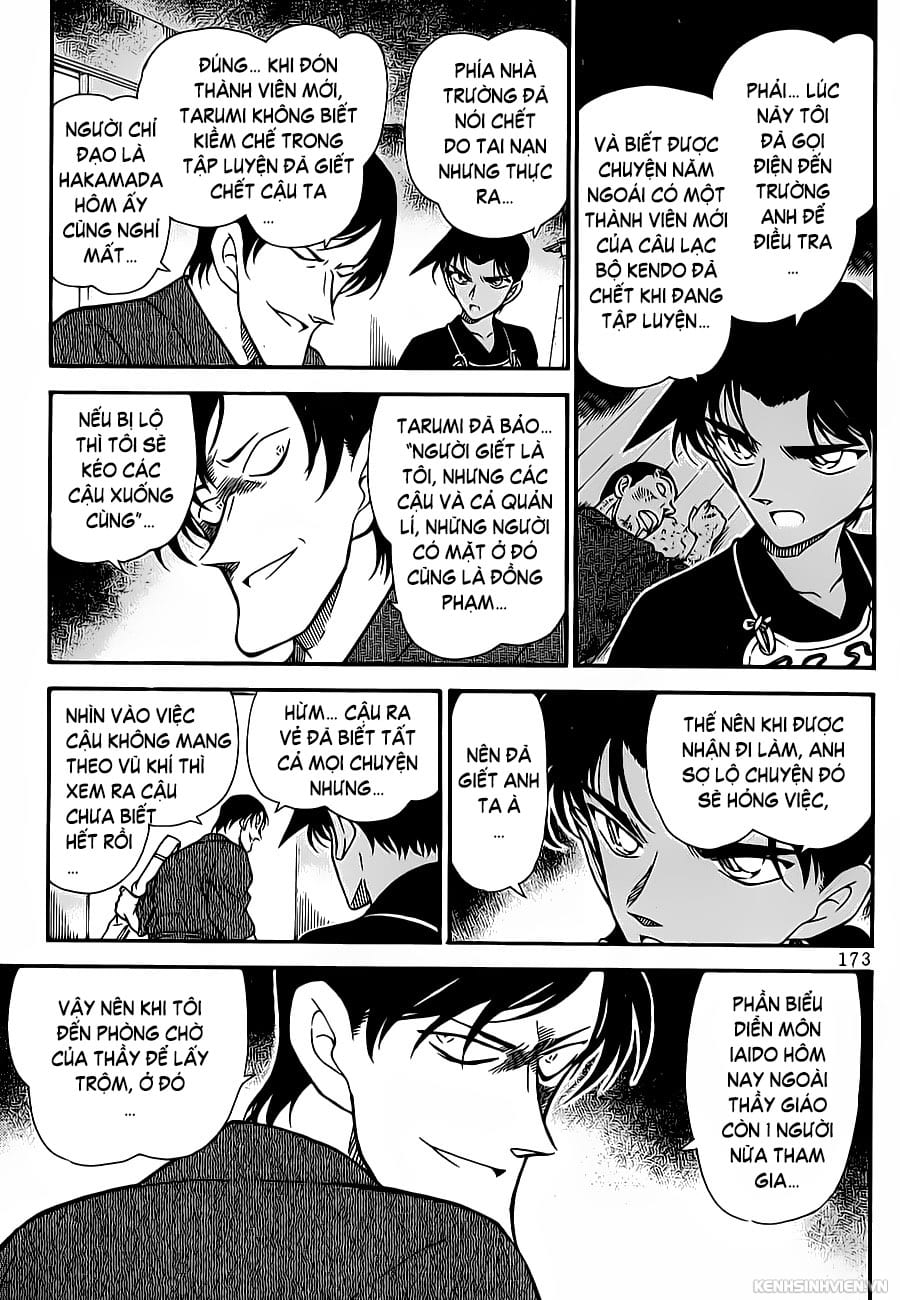 PHẢI... LÚC
NÃY TÔI
ĐÃ GỌI
ĐIỆN ĐẾN
TRƯỜNG
ANH ĐỂ
ĐIỀU TRA
...
VÀ BIẾT ĐƯỢC
CHUYỆN NĂM
NGOÁI CÓ MỘT
THÀNH VIÊN MỚI
CỦA CÂU LẠC
BỘ KENDO ĐÃ
CHẾT KHI ĐANG
TẬP LUYỆN...
PHÍA NHÀ
TRƯỜNG ĐÃ
NÓI CHẾT
DO TAI NẠN
NHƯNG THỰC
RA...
ĐÚNG... KHI ĐÓN
THÀNH VIÊN MỚI,
TARUMI KHÔNG BIẾT
KIỀM CHẾ TRONG
TẬP LUYỆN ĐÃ GIẾT
CHẾT CẬU TA
...
NGƯỜI CHỈ
ĐẠO LÀ
HAKAMADA
HÔM ẤY
CŨNG NGHỈ
MẤT...
TARUMI ĐÃ BẢO...
“NGƯỜI GIẾT LÀ
TÔI, NHƯNG CÁC
CẬU VÀ CẢ QUẢN
LÍ, NHỮNG NGƯỜI
CÓ MẶT Ở ĐÓ
CŨNG LÀ ĐỒNG
PHẠM...
NẾU BỊ LỘ
THÌ TÔI SẼ
KÉO CÁC
CẬU XUỐNG
CÙNG”...
THẾ NÊN KHI ĐƯỢC
NHẬN ĐI LÀM, ANH
SỢ LỘ CHUYỆN ĐÓ
SẼ HỎNG VIỆC,
NÊN ĐÃ
GIẾT ANH
TA À
...
HỪM... CẬU RA
VẺ ĐÃ BIẾT TẤT
CẢ MỌI CHUYỆN
NHƯNG...
NHÌN VÀO VIỆC
CẬU KHÔNG MANG
THEO VŨ KHÍ THÌ
XEM RA CẬU
CHƯA BIẾT
HẾT RỒI
...
173
PHẦN BIỂU
DIỄN MÔN
IAIDO HÔM
NAY NGOÀI
THẦY GIÁO
CÒN 1 NGƯỜI
NỮA THAM
GIA...
VẬY NÊN KHI TÔI
ĐẾN PHÒNG CHỜ
CỦA THẦY ĐỂ LẤY
TRỘM, Ở ĐÓ
...
KENHSINHVIEN.VN